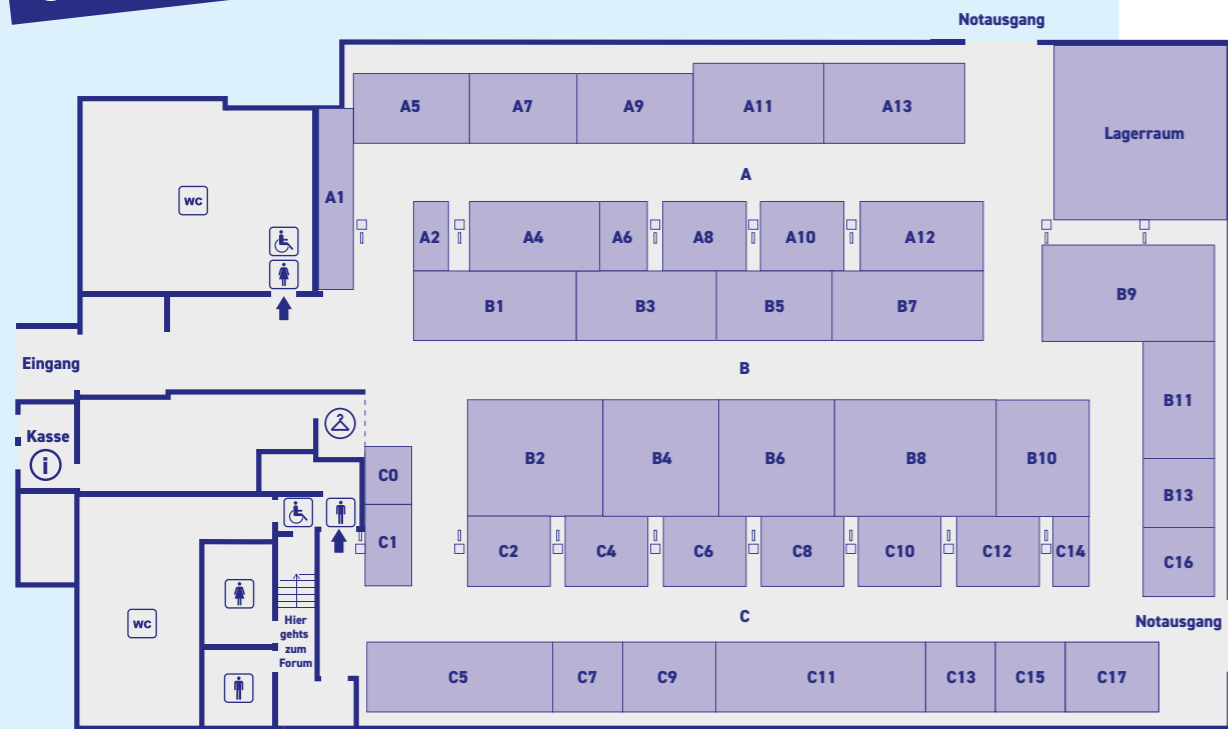 Notausgang
A5
A7
A9
A11
A13
Lagerraum
A
WC
A1
A2
A4
A6
A8
A10
A12
B1
B3
B5
B7
B9
Eingang
B
B11
Kasse
i
B2
B4
B6
B8
B10
C0
B13
C1
C2
C4
C6
C8
C10
C12
C14
C16
WC
Hier
gehts
zum
Forum
C
Notausgang
C5
C7
C9
C11
C13
C15
C17